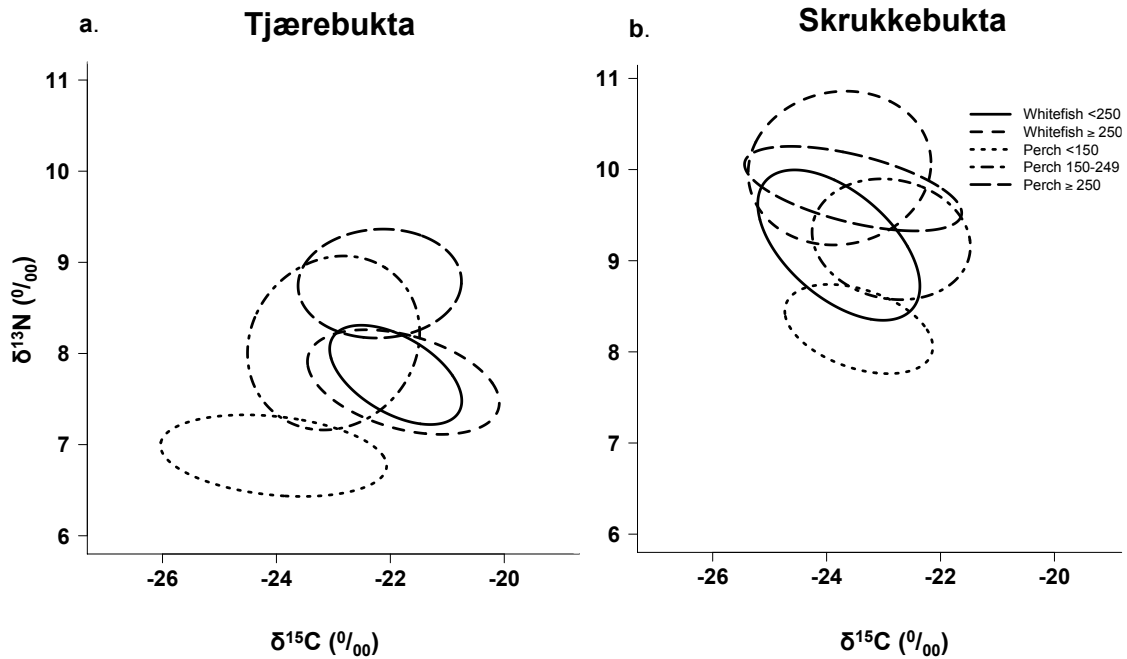 a.
Tjærebukta
11
10
9
8
7
6
δ¹³N (⁰/₀₀)
-26
-24
-22
-20
δ¹⁵C (⁰/₀₀)
b.
Skrukkebukta
11
10
9
8
7
6
-26
-24
-22
-20
δ¹⁵C (⁰/₀₀)
Whitefish <250
Whitefish ≥ 250
Perch <150
Perch 150-249
Perch ≥ 250